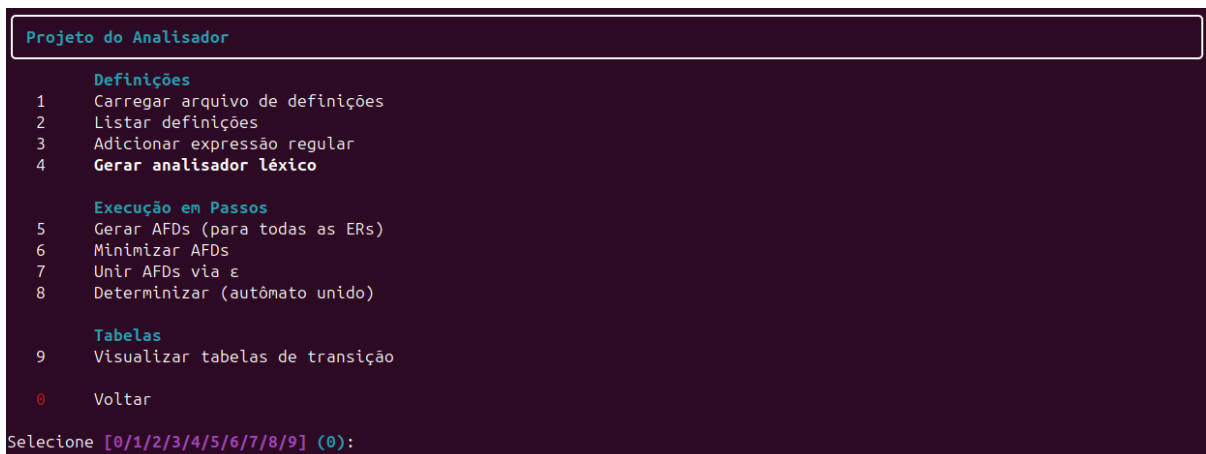 Projeto do Analisador
Definições
1 Carregar arquivo de definições
2 Listar definições
3 Adicionar expressão regular
4 Gerar analisador léxico
Execução em Passos
5 Gerar AFDs (para todas as ERs)
6 Minimizar AFDs
7 Unir AFDs via ε
8 Determinizar (autômato unido)
Tabelas
9 Visualizar tabelas de transição
0 Voltar
Selecione [0/1/2/3/4/5/6/7/8/9] (0):